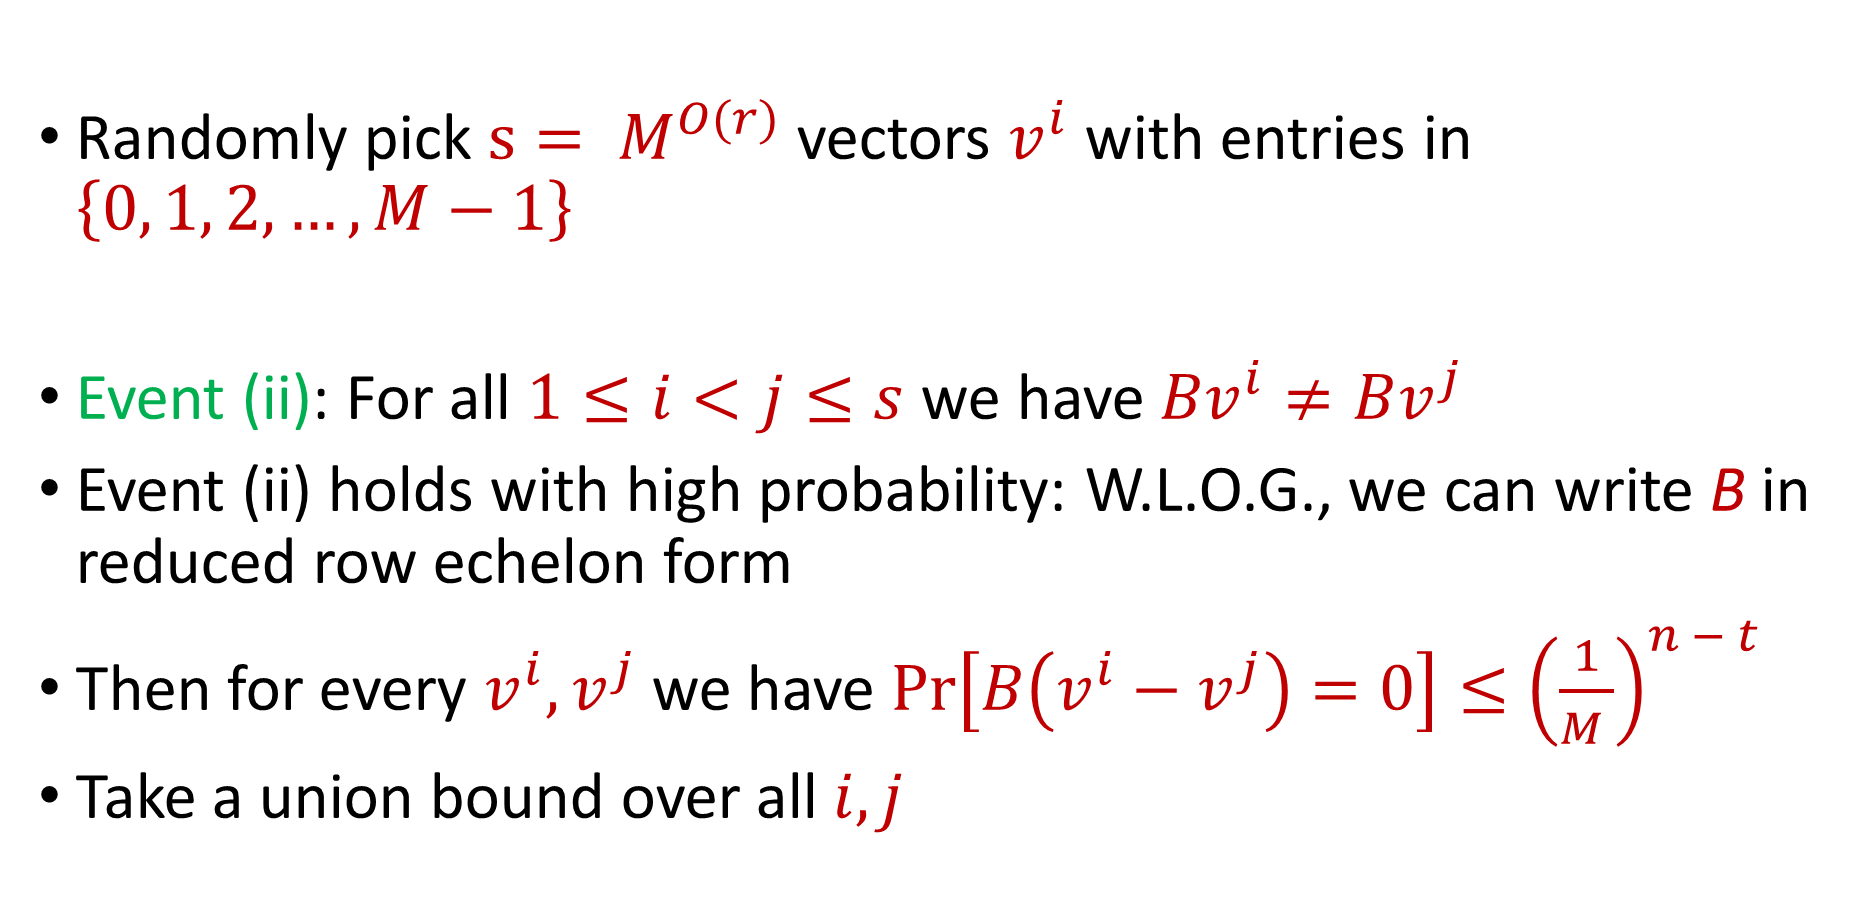 • Randomly pick s = M^{O(r)} vectors v^i with entries in
{0, 1, 2, … , M − 1}
• Event (ii): For all 1 ≤ i < j ≤ s we have Bv^i ≠ Bv^j
• Event (ii) holds with high probability: W.L.O.G., we can write B in
reduced row echelon form
• Then for every v^i, v^j we have Pr[B(v^i − v^j) = 0] ≤ (1/M)^{n − t}
• Take a union bound over all i, j